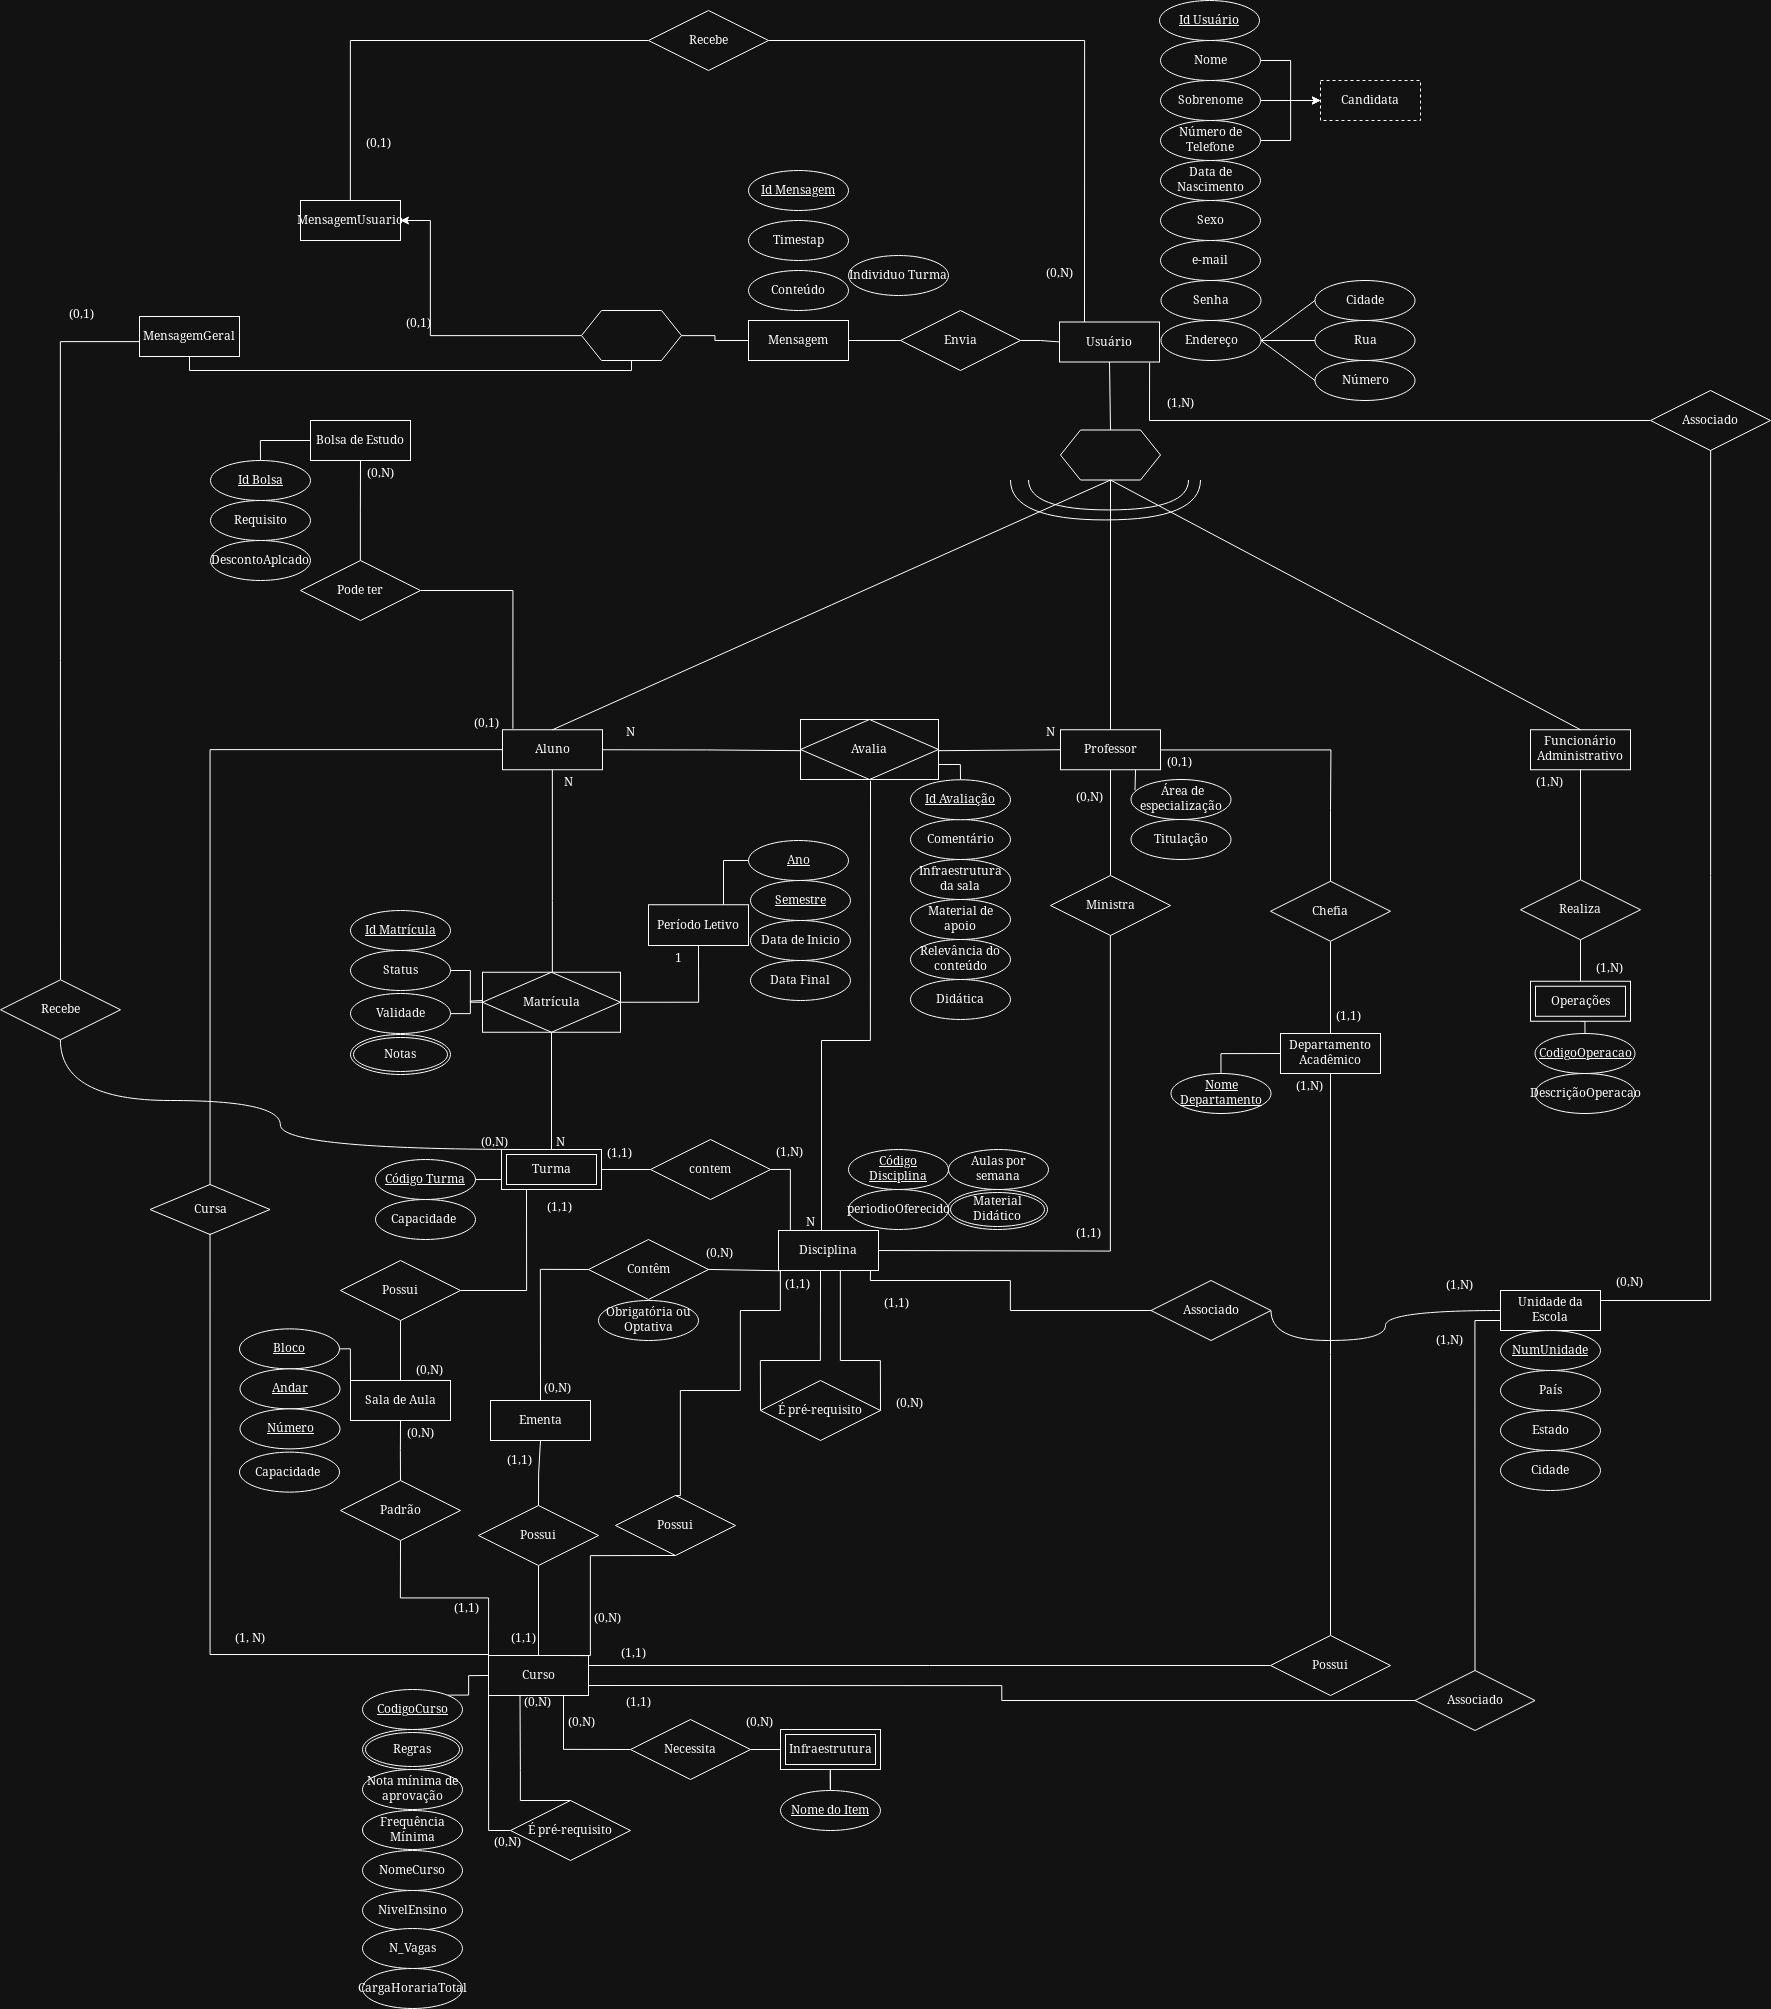 Id Usuário
Recebe
Nome
Sobrenome
Candidata
Número de
Telefone
(0,1)
Data de
Nascimento
Id Mensagem
MensagemUsuario
Sexo
Timestap
e-mail
(0,N)
Individuo Turma
Conteúdo
Senha
Cidade
(0,1)
(0,1)
MensagemGeral
Mensagem
Envia
Usuário
Endereço
Rua
Número
(1,N)
Associado
Bolsa de Estudo
(0,N)
Id Bolsa
Requisito
DescontoAplcado
Pode ter
(0,1)
N
N
Aluno
Avalia
Professor
(0,1)
Funcionário
Administrativo
N
(1,N)
(0,N)
Área de
especialização
Id Avaliação
Titulação
Comentário
Ano
Infraestrutura
da sala
Semestre
Material de
apoio
Ministra
Chefia
Realiza
Período Letivo
Id Matrícula
Data de Inicio
Relevância do
conteúdo
1
Status
Data Final
(1,N)
Didática
Matrícula
Operações
Recebe
Validade
(1,1)
Notas
Departamento
Acadêmico
CodigoOperacao
(1,N)
Nome
Departamento
DescriçãoOperacao
(0,N)
N
(1,1)
(1,N)
Código Turma
Turma
contem
Código
Disciplina
Aulas por
semana
Cursa
Capacidade
(1,1)
periodioOferecido
Material
Didático
N
(1,1)
Disciplina
(0,N)
Contêm
Possui
(1,1)
(1,1)
(1,N)
(0,N)
Associado
Unidade da
Escola
Obrigatória ou
Optativa
(1,N)
Bloco
NumUnidade
(0,N)
Andar
(0,N)
País
Sala de Aula
É pré-requisito
(0,N)
Ementa
Número
(0,N)
Estado
(1,1)
Capacidade
Cidade
Padrão
Possui
Possui
(1,1)
(0,N)
(1, N)
(1,1)
(1,1)
Curso
Possui
(0,N)
(1,1)
Associado
CodigoCurso
(0,N)
(0,N)
Regras
Necessita
Infraestrutura
Nota mínima de
aprovação
Nome do Item
Frequência
Mínima
(0,N)
É pré-requisito
NomeCurso
NivelEnsino
N_Vagas
CargaHorariaTotal